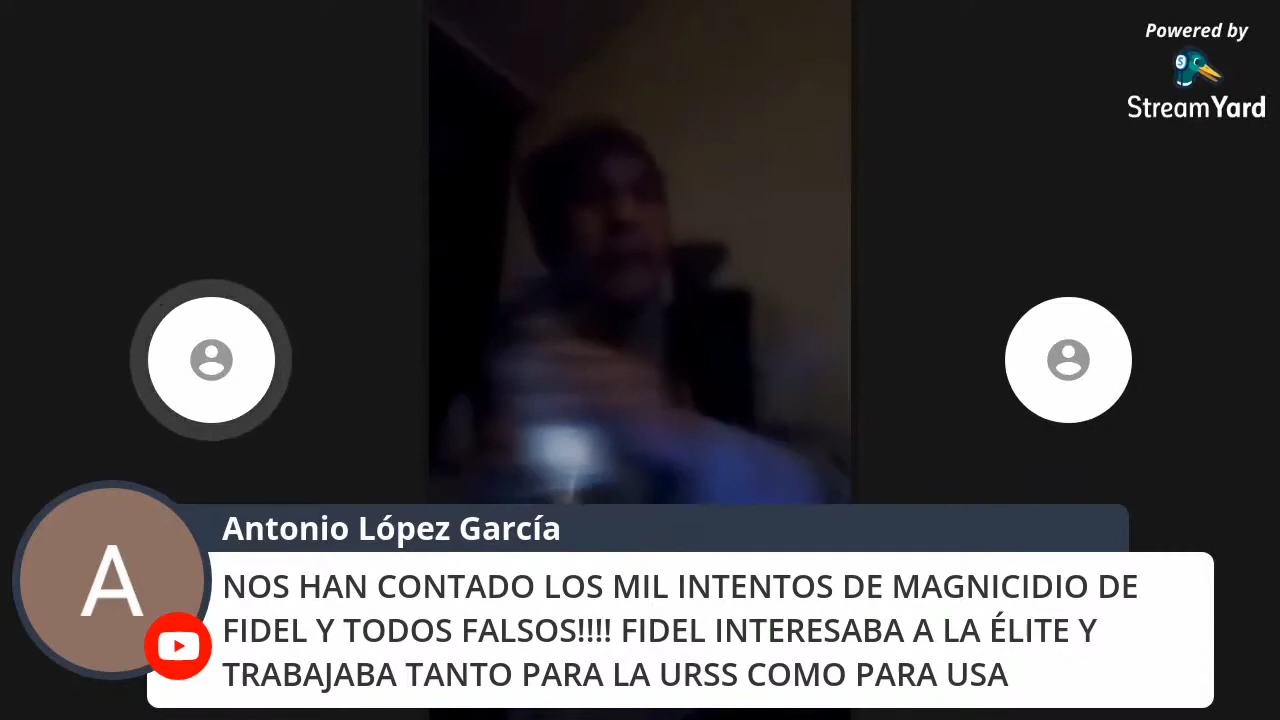 Powered by
StreamYard
Antonio López García
A
NOS HAN CONTADO LOS MIL INTENTOS DE MAGNICIDIO DE
FIDEL Y TODOS FALSOS!!!! FIDEL INTERESABA A LA ÉLITE Y
TRABAJABA TANTO PARA LA URSS COMO PARA USA